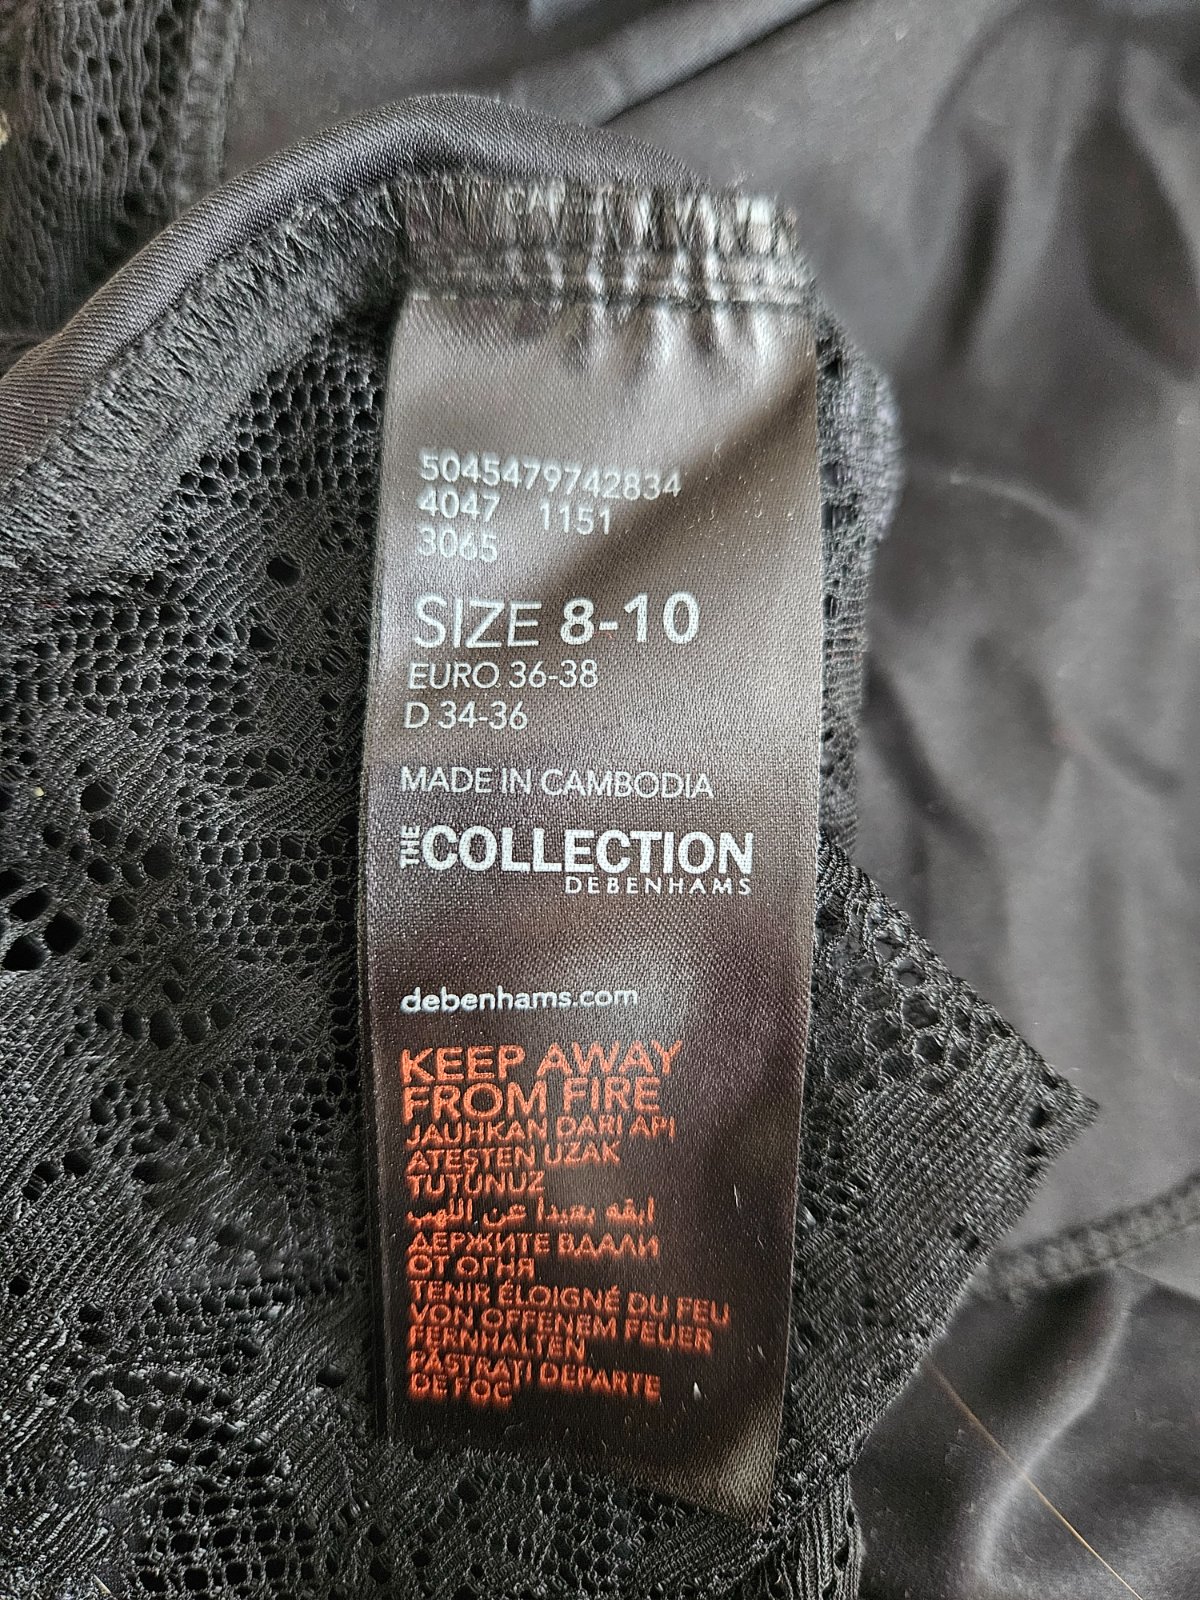 5045479742834
4047 1151
3065
SIZE 8-10
EURO 36-38
D 34-36
MADE IN CAMBODIA
THE COLLECTION
DEBENHAMS
debenhams.com
KEEP AWAY
FROM FIRE
JAUHKAN DARI API
ATEŞTEN UZAK
TUTUNUZ
ابقه بعيدا عن اللهب
ДЕРЖИТЕ ВДАЛИ
ОТ ОГНЯ
TENIR ÉLOIGNÉ DU FEU
VON OFFENEM FEUER
FERNHALTEN
PĂSTRAŢI DEPARTE
DE FOC